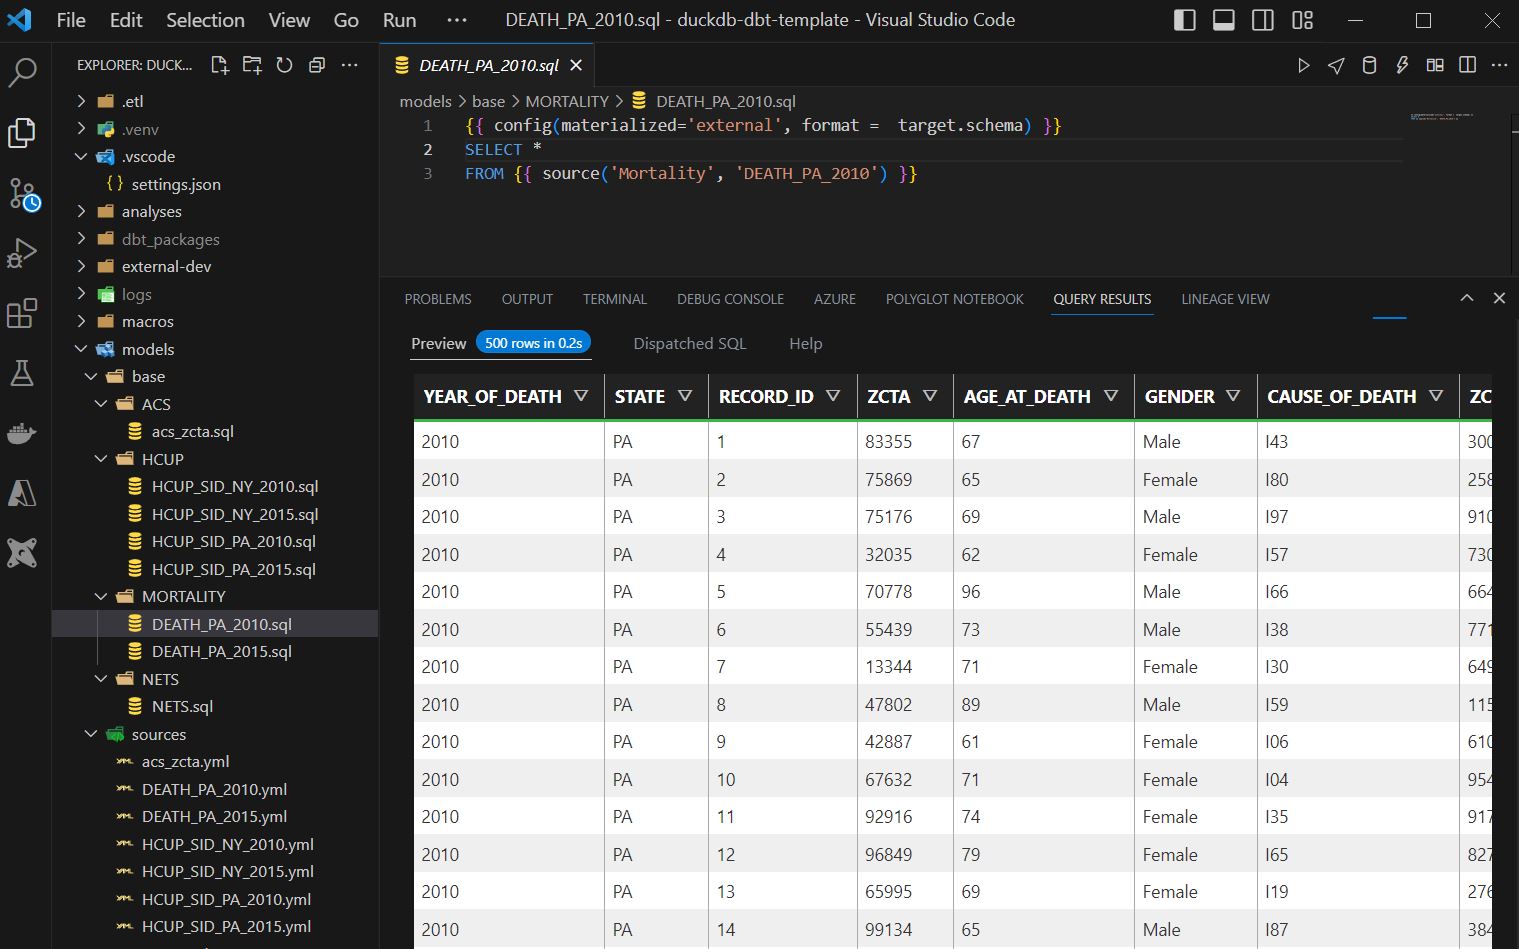 File Edit Selection View Go Run ··· DEATH_PA_2010.sql - duckdb-dbt-template - Visual Studio Code
EXPLORER: DUCK...
.etl
.venv
.vscode
{} settings.json
analyses
dbt_packages
external-dev
logs
macros
models
base
ACS
acs_zcta.sql
HCUP
HCUP_SID_NY_2010.sql
HCUP_SID_NY_2015.sql
HCUP_SID_PA_2010.sql
HCUP_SID_PA_2015.sql
MORTALITY
DEATH_PA_2010.sql
DEATH_PA_2015.sql
NETS
NETS.sql
sources
acs_zcta.yml
DEATH_PA_2010.yml
DEATH_PA_2015.yml
HCUP_SID_NY_2010.yml
HCUP_SID_NY_2015.yml
HCUP_SID_PA_2010.yml
HCUP_SID_PA_2015.yml
DEATH_PA_2010.sql
models > base > MORTALITY > DEATH_PA_2010.sql
1 {{ config(materialized='external', format =  target.schema) }}
2 SELECT *
3 FROM {{ source('Mortality', 'DEATH_PA_2010') }}
PROBLEMS OUTPUT TERMINAL DEBUG CONSOLE AZURE POLYGLOT NOTEBOOK QUERY RESULTS LINEAGE VIEW
Preview 500 rows in 0.2s Dispatched SQL Help
YEAR_OF_DEATH STATE RECORD_ID ZCTA AGE_AT_DEATH GENDER CAUSE_OF_DEATH ZC
2010 PA 1 83355 67 Male I43 300
2010 PA 2 75869 65 Female I80 258
2010 PA 3 75176 69 Male I97 910
2010 PA 4 32035 62 Female I57 730
2010 PA 5 70778 96 Male I66 664
2010 PA 6 55439 73 Male I38 771
2010 PA 7 13344 71 Female I30 649
2010 PA 8 47802 89 Male I59 115
2010 PA 9 42887 61 Female I06 610
2010 PA 10 67632 71 Female I04 954
2010 PA 11 92916 74 Female I35 917
2010 PA 12 96849 79 Female I65 827
2010 PA 13 65995 69 Female I19 276
2010 PA 14 99134 65 Male I87 384